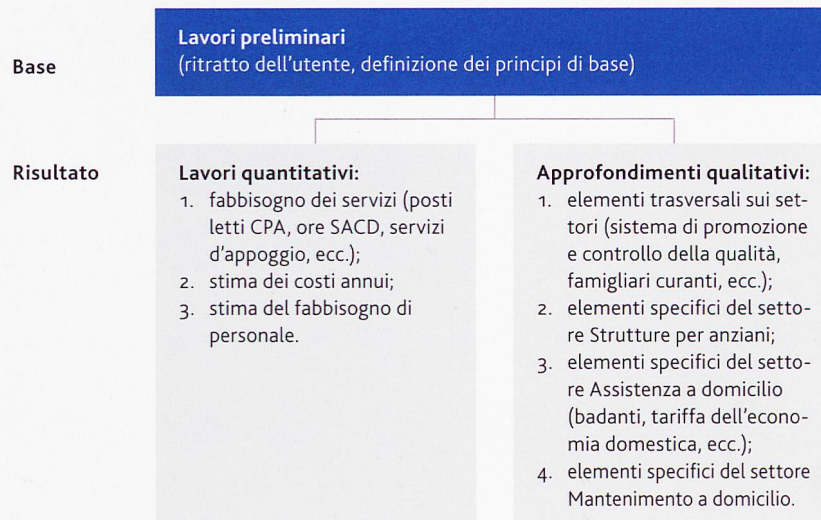 Base
Lavori preliminari
(ritratto dell'utente, definizione dei principi di base)
Risultato
Lavori quantitativi:
1. fabbisogno dei servizi (posti
letti CPA, ore SACD, servizi
d'appoggio, ecc.);
2. stima dei costi annui;
3. stima del fabbisogno di
personale.
Approfondimenti qualitativi:
1. elementi trasversali sui set-
tori (sistema di promozione
e controllo della qualità,
famigliari curanti, ecc.);
2. elementi specifici del setto-
re Strutture per anziani;
3. elementi specifici del setto-
re Assistenza a domicilio
(badanti, tariffa dell'econo-
mia domestica, ecc.);
4. elementi specifici del settore
Mantenimento a domicilio.